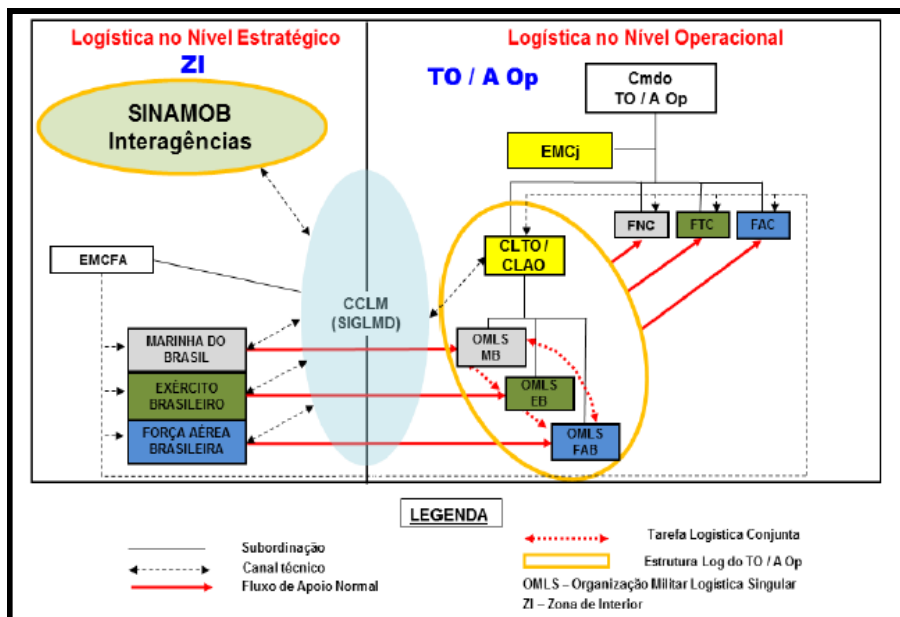 Logística no Nível Estratégico
ZI
SINAMOB
Interagências
EMCFA
CCLM
(SIGLMD)
MARINHA DO
BRASIL
EXÉRCITO
BRASILEIRO
FORÇA AÉREA
BRASILEIRA
Logística no Nível Operacional
TO / A Op
Cmdo
TO / A Op
EMCj
FNC
FTC
FAC
CLTO /
CLAO
OMLS
MB
OMLS
EB
OMLS
FAB
LEGENDA
Subordinação
Canal técnico
Fluxo de Apoio Normal
Tarefa Logística Conjunta
Estrutura Log do TO / A Op
OMLS – Organização Militar Logística Singular
ZI – Zona de Interior